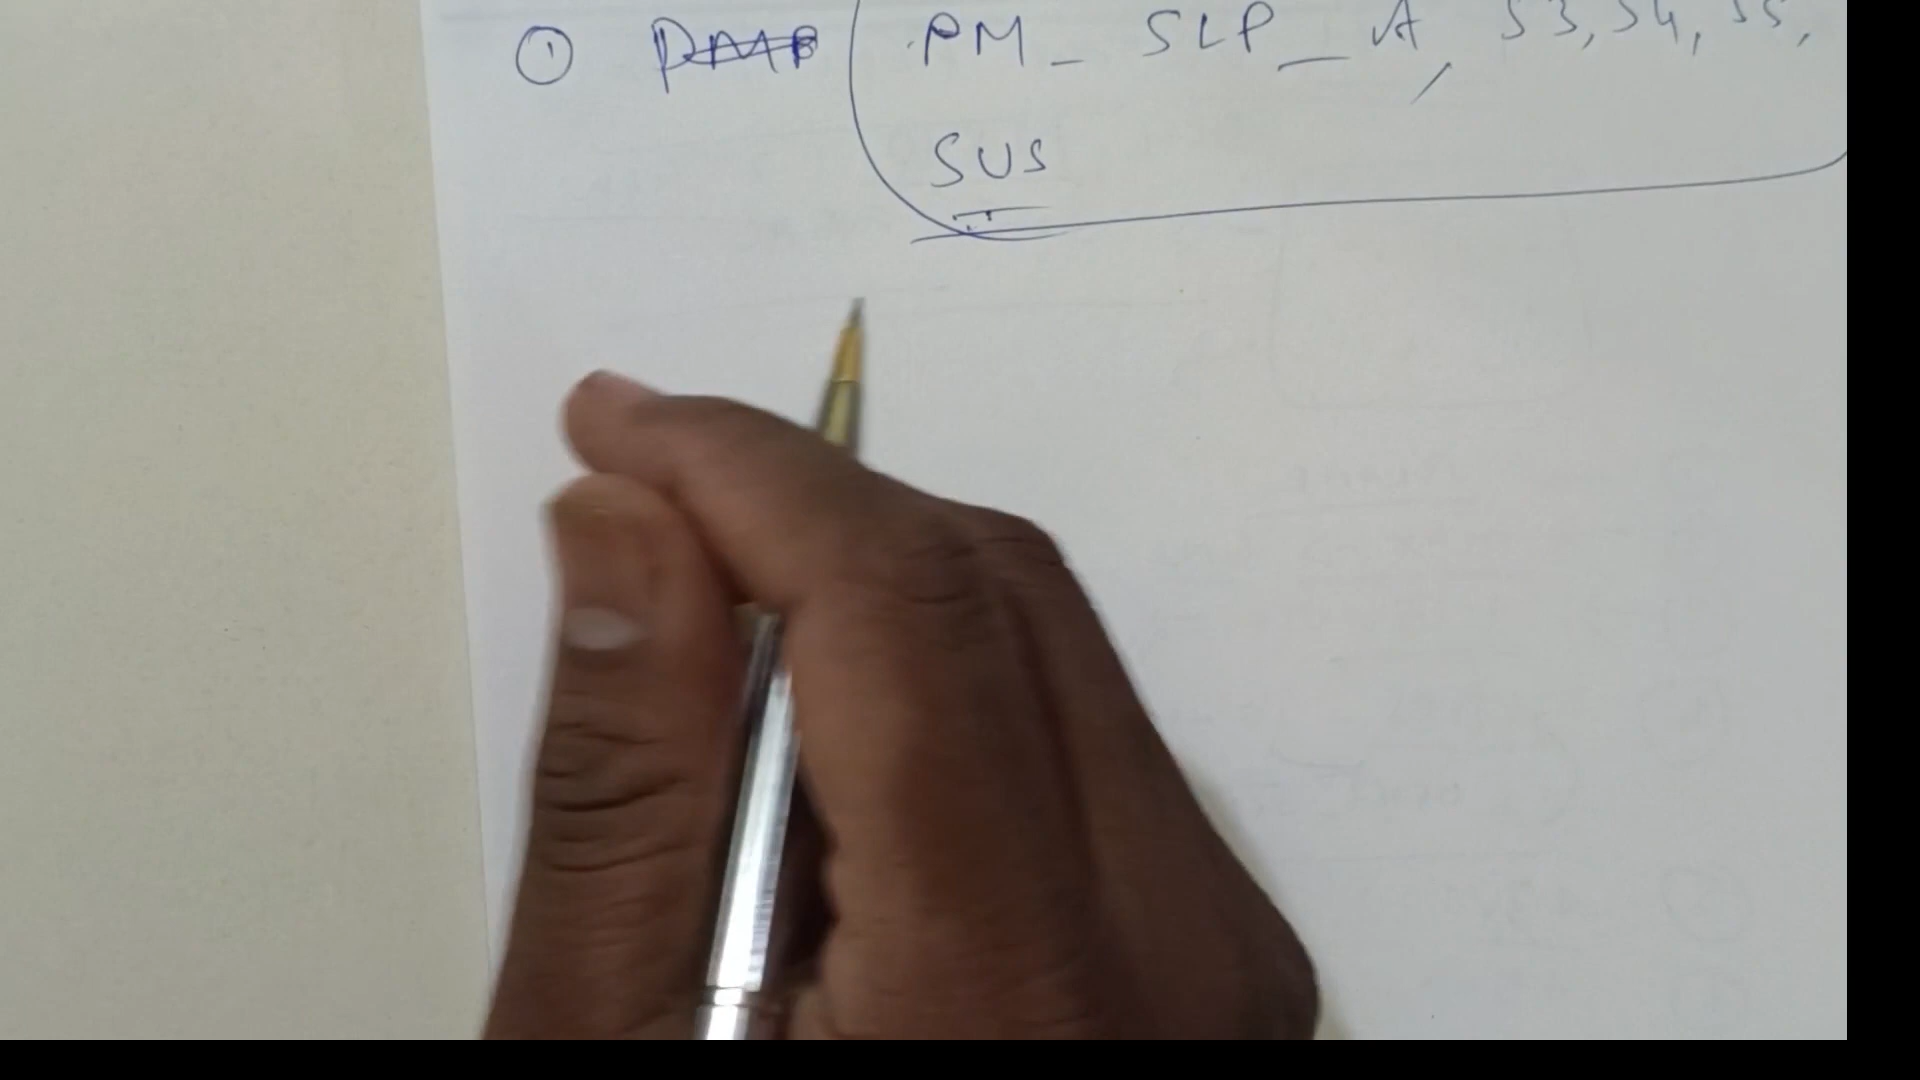 ① PM_SLP_A, S3, S4, S5,
SUS